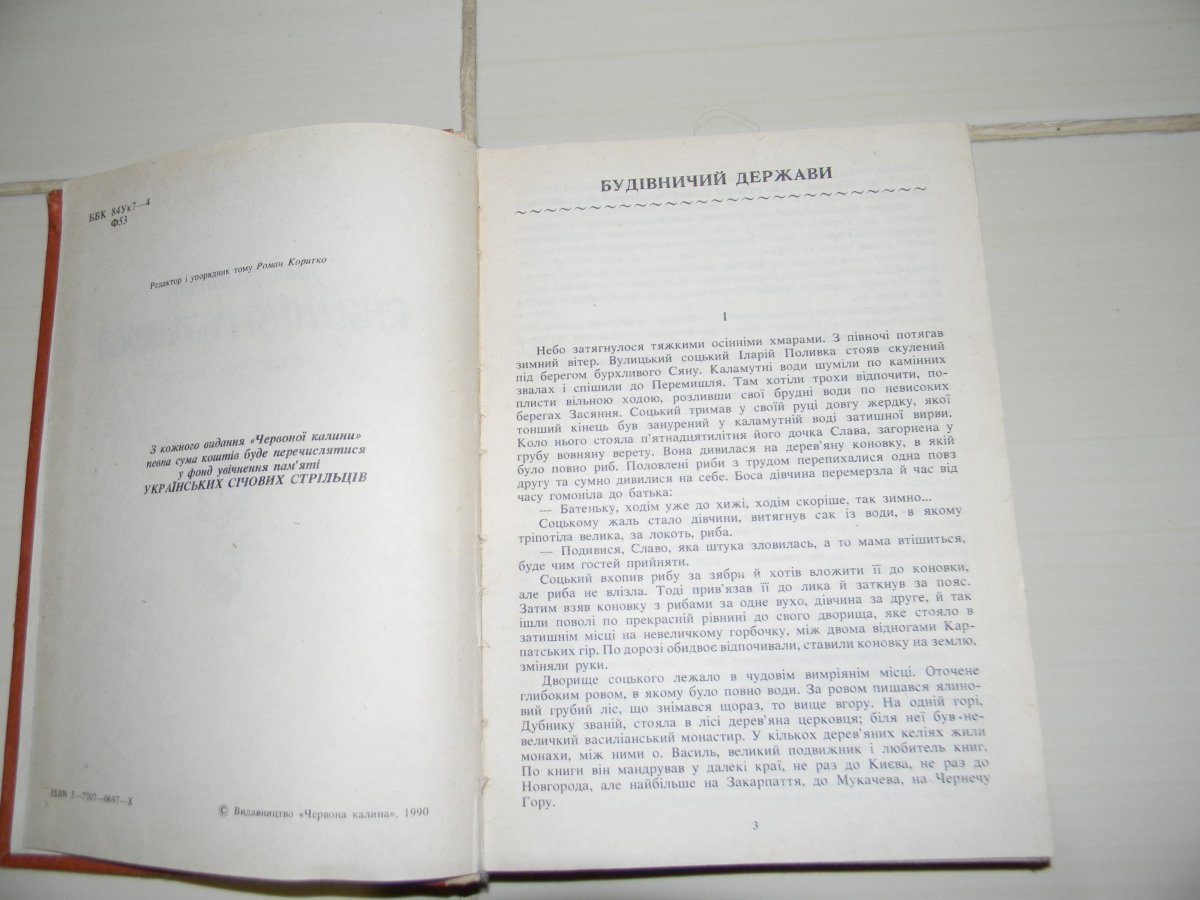 ББК 84Ук7—4
Ф53
Редактор і упорядник тому Роман Коритко
З кожного видання «Червоної калини»
певна сума коштів буде перечислятися
у фонд увічнення пам'яті
УКРАЇНСЬКИХ СІЧОВИХ СТРІЛЬЦІВ
ISBN 5—7707—0697—X
© Видавництво «Червона калина», 1990
БУДІВНИЧИЙ ДЕРЖАВИ
I
Небо затягнулося тяжкими осінніми хмарами. З півночі потягав
зимний вітер. Вулицький соцький Іларій Поливка стояв скулений
під берегом бурхливого Сяну. Каламутні води шуміли по камінних
звалах і спішили до Перемишля. Там хотіли трохи відпочити, по-
плисти вільною ходою, розливши свої брудні води по невисоких
берегах Засяння. Соцький тримав у своїй руці довгу жердку, якої
тонший кінець був занурений у каламутній воді затишної вирви.
Коло нього стояла п'ятнадцятилітня його дочка Слава, загорнена у
грубу вовняну верету. Вона дивилася на дерев'яну коновку, в якій
було повно риб. Половлені риби з трудом перепихалися одна повз
другу та сумно дивилися на себе. Боса дівчина перемерзла й час від
часу гомоніла до батька:
— Батеньку, ходім уже до хижі, ходім скоріше, так зимно...
Соцькому жаль стало дівчини, витягнув сак із води, в якому
тріпотіла велика, за локоть, риба.
— Подивися, Славо, яка штука зловилась, а то мама втішиться,
буде чим гостей прийняти.
Соцький вхопив рибу за зябри й хотів вложити її до коновки,
але риба не влізла. Тоді прив'язав її до лика й заткнув за пояс.
Затим взяв коновку з рибами за одне вухо, дівчина за друге, й так
ішли поволі по прекрасній рівнині до свого дворища, яке стояло в
затишнім місці на невеличкому горбочку, між двома відногами Кар-
патських гір. По дорозі обидвоє відпочивали, ставили коновку на землю,
зміняли руки.
Дворище соцького лежало в чудовім вимріянім місці. Оточене
глибоким ровом, в якому було повно води. За ровом пишався ялино-
вий грубий ліс, що знімався щораз, то вище вгору. На одній горі,
Дубнику званій, стояла в лісі дерев'яна церковця; біля неї був не-
величкий василіанський монастир. У кількох дерев'яних келіях жили
монахи, між ними о. Василь, великий подвижник і любитель книг.
По книги він мандрував у далекі краї, не раз до Києва, не раз до
Новгорода, але найбільше на Закарпаття, до Мукачева, на Чернечу
Гору.
3